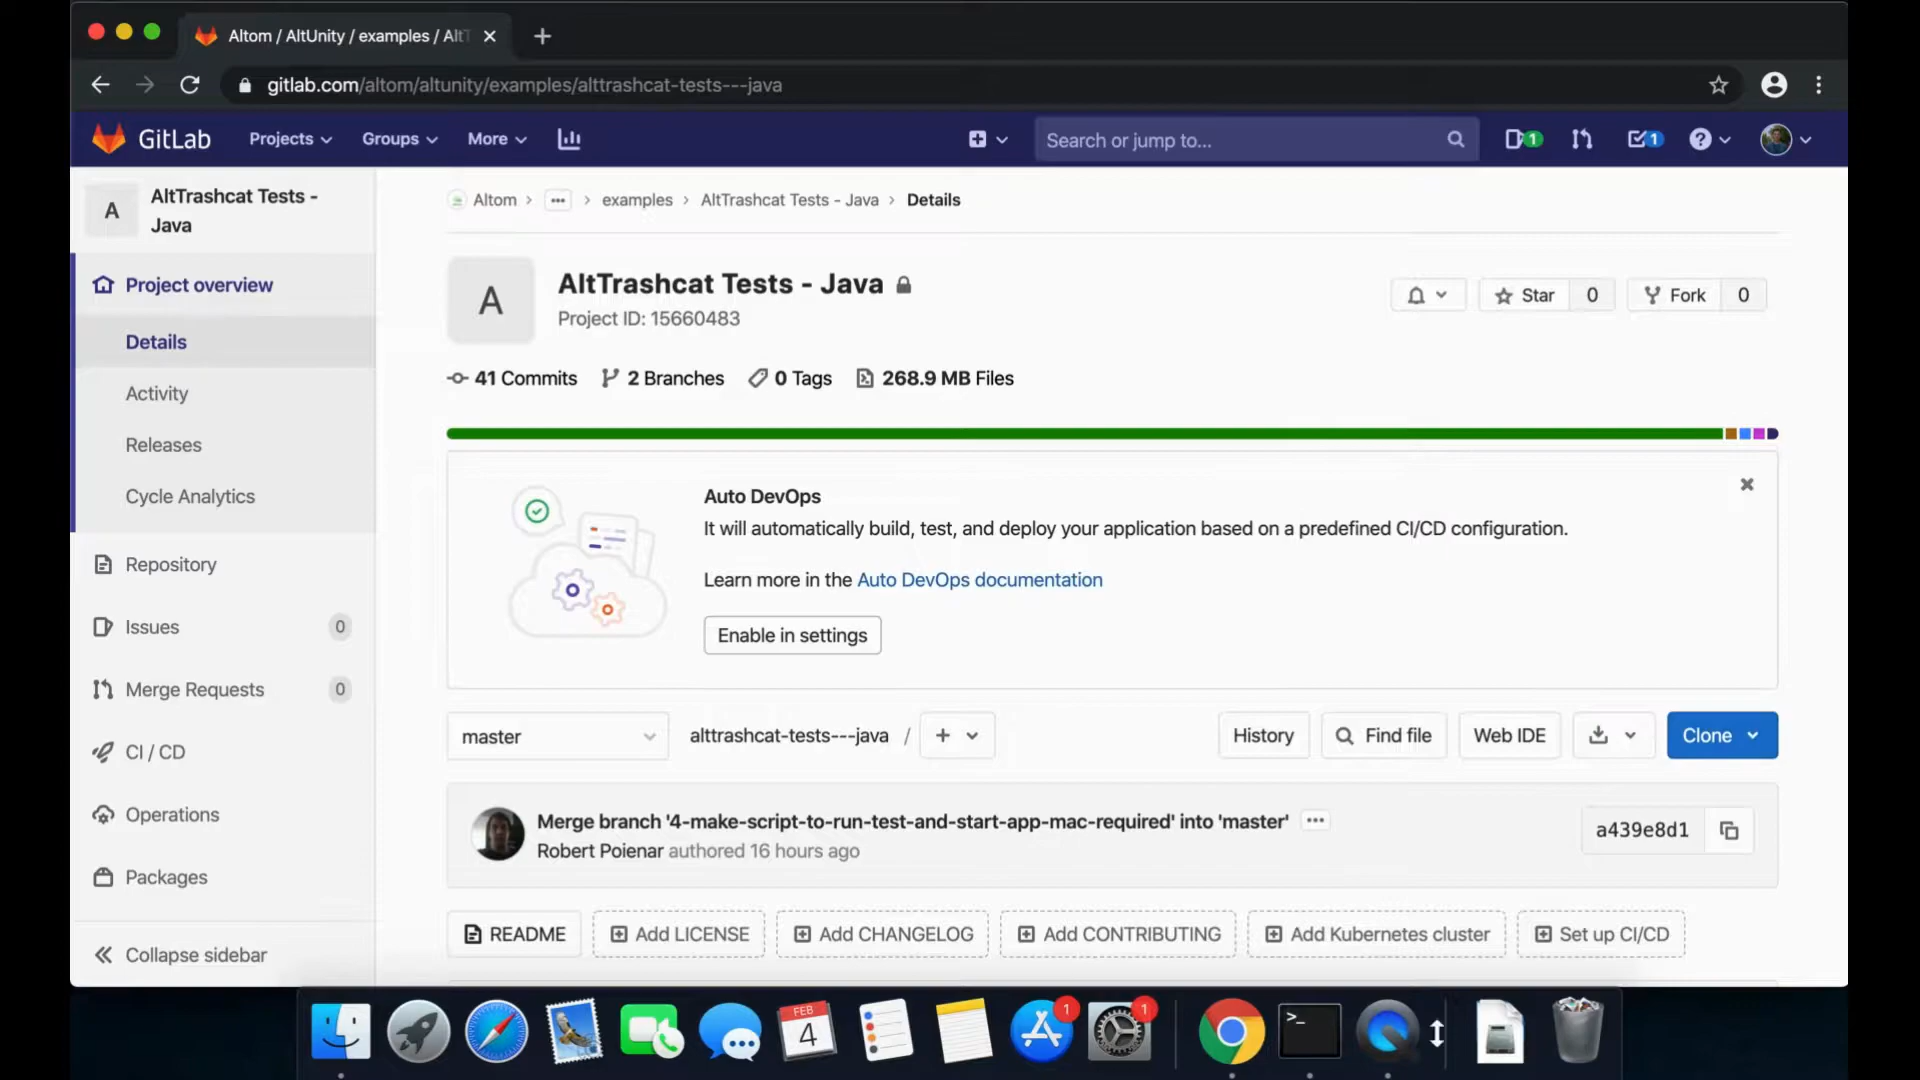 Altom / AltUnity / examples / AltT
gitlab.com/altom/altunity/examples/alttrashcat-tests---java
GitLab
Projects
Groups
More
Search or jump to...
1
1
A
AltTrashcat Tests -
Java
Project overview
Details
Activity
Releases
Cycle Analytics
Repository
Issues
0
Merge Requests
0
CI / CD
Operations
Packages
Collapse sidebar
Altom > ... > examples > AltTrashcat Tests - Java > Details
A
AltTrashcat Tests - Java
Project ID: 15660483
Star
0
Fork
0
41 Commits
2 Branches
0 Tags
268.9 MB Files
Auto DevOps
It will automatically build, test, and deploy your application based on a predefined CI/CD configuration.
Learn more in the Auto DevOps documentation
Enable in settings
master
alttrashcat-tests---java /
+
History
Find file
Web IDE
Clone
Merge branch '4-make-script-to-run-test-and-start-app-mac-required' into 'master'
Robert Poienar authored 16 hours ago
a439e8d1
README
Add LICENSE
Add CHANGELOG
Add CONTRIBUTING
Add Kubernetes cluster
Set up CI/CD
FEB
4
1
1
>_